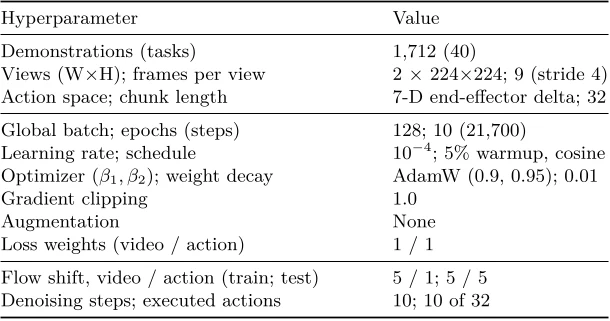 Hyperparameter Value
Demonstrations (tasks) 1,712 (40)
Views (W×H); frames per view 2 × 224×224; 9 (stride 4)
Action space; chunk length 7-D end-effector delta; 32
Global batch; epochs (steps) 128; 10 (21,700)
Learning rate; schedule 10⁻⁴; 5% warmup, cosine
Optimizer (β₁, β₂); weight decay AdamW (0.9, 0.95); 0.01
Gradient clipping 1.0
Augmentation None
Loss weights (video / action) 1 / 1
Flow shift, video / action (train; test) 5 / 1; 5 / 5
Denoising steps; executed actions 10; 10 of 32